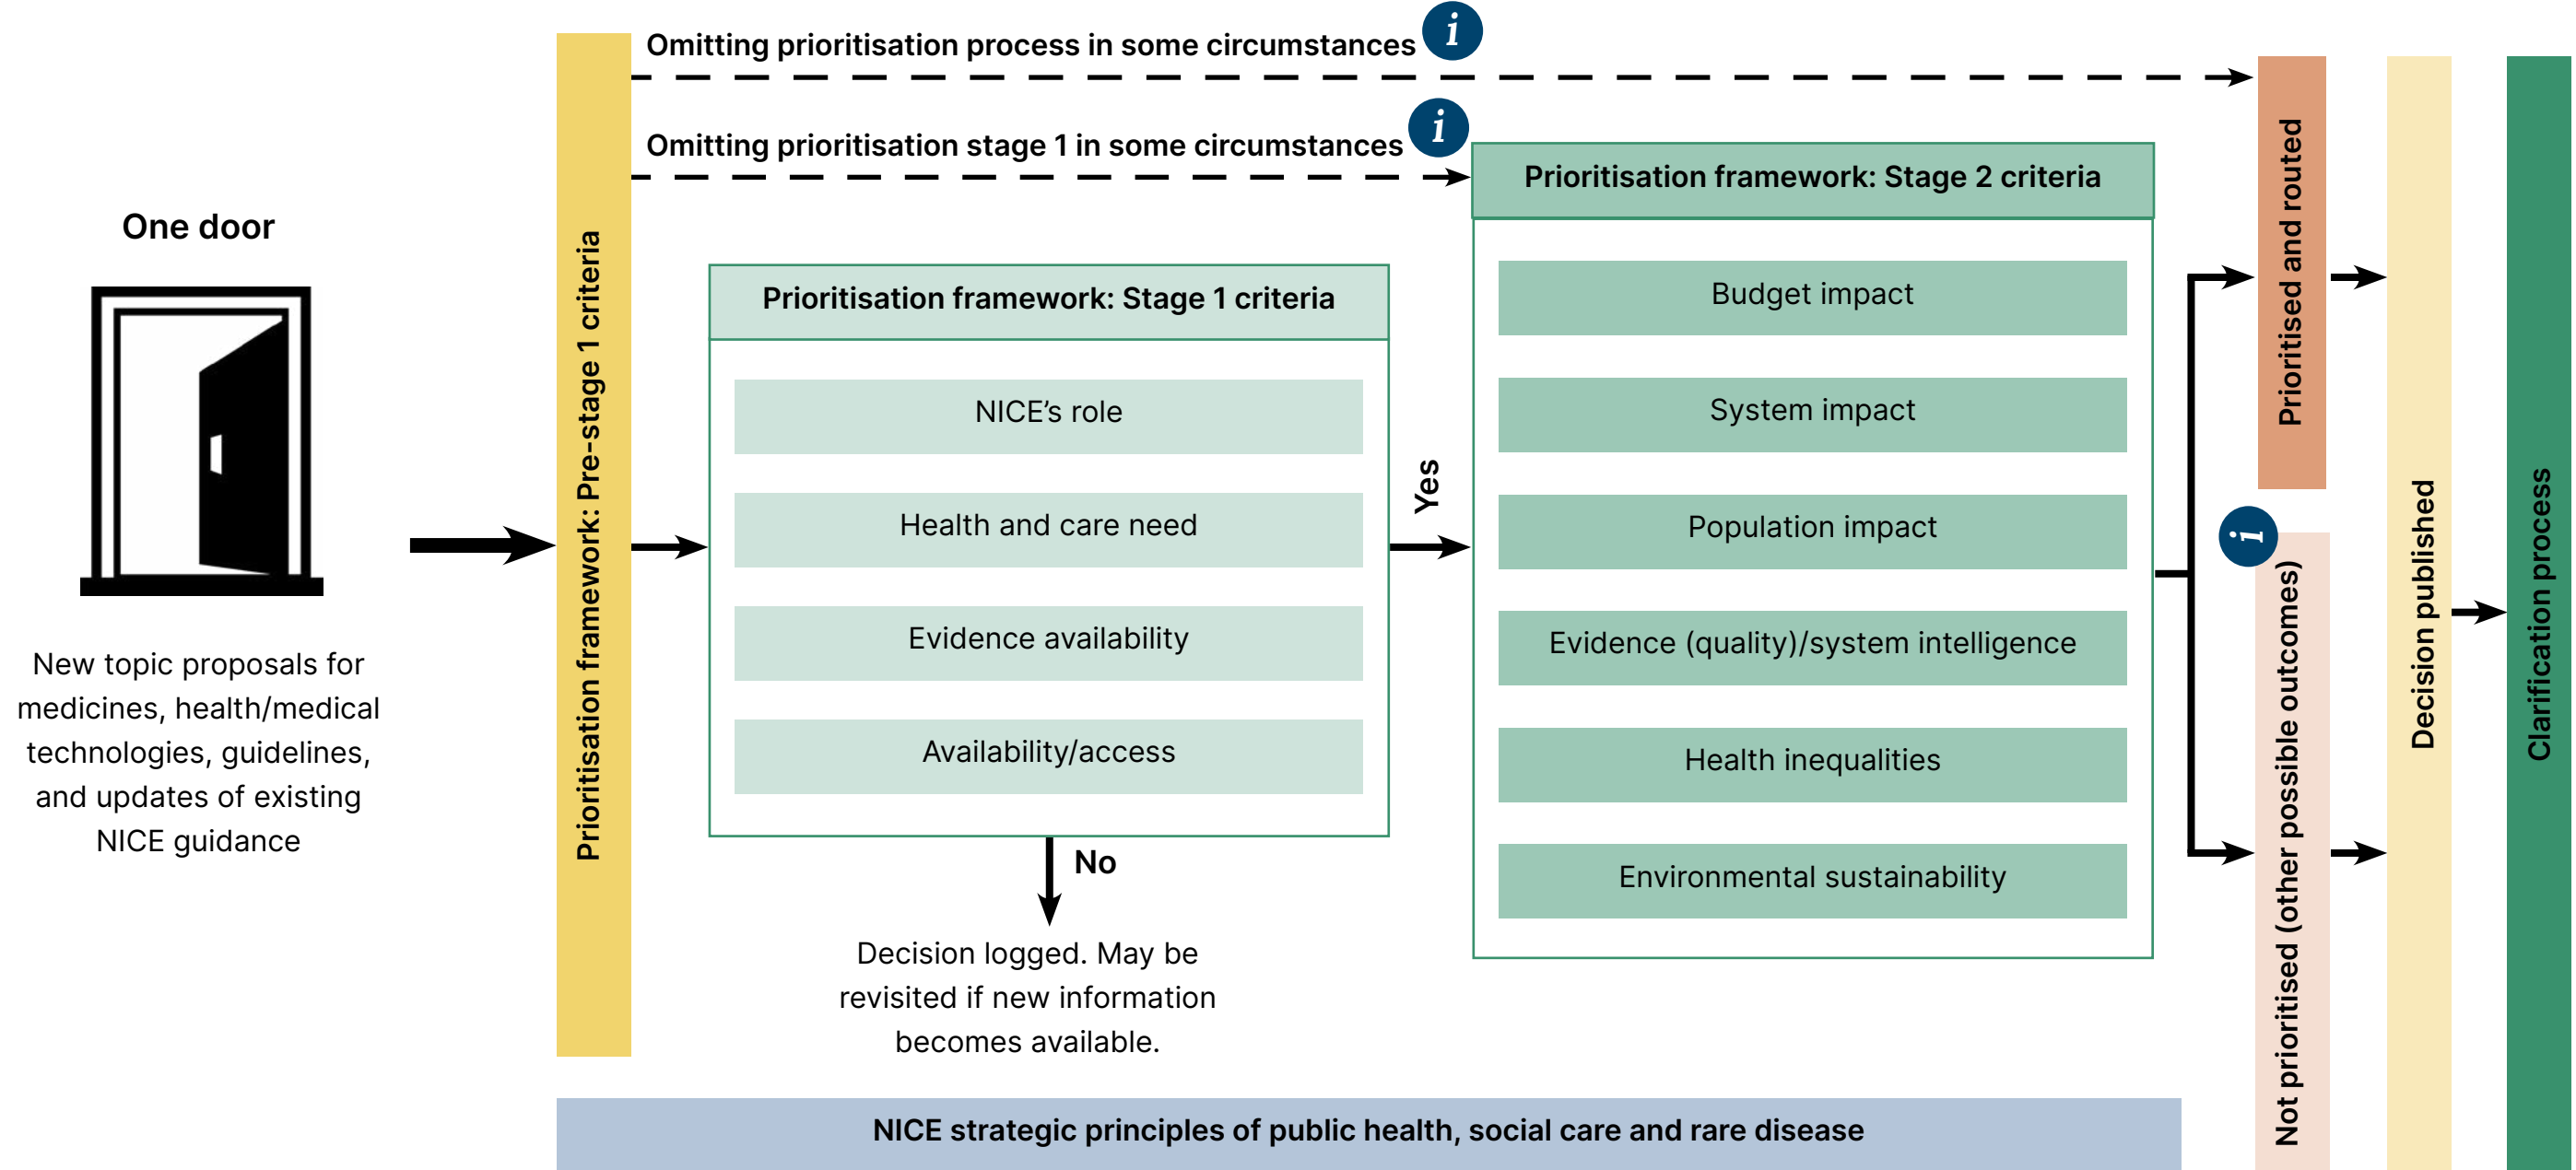 Omitting prioritisation process in some circumstances
i
Omitting prioritisation stage 1 in some circumstances
i
One door
New topic proposals for
medicines, health/medical
technologies, guidelines,
and updates of existing
NICE guidance
Prioritisation framework: Pre-stage 1 criteria
Prioritisation framework: Stage 1 criteria
NICE’s role
Health and care need
Evidence availability
Availability/access
No
Decision logged. May be
revisited if new information
becomes available.
Yes
Prioritisation framework: Stage 2 criteria
Budget impact
System impact
Population impact
Evidence (quality)/system intelligence
Health inequalities
Environmental sustainability
Prioritised and routed
i
Not prioritised (other possible outcomes)
Decision published
Clarification process
NICE strategic principles of public health, social care and rare disease